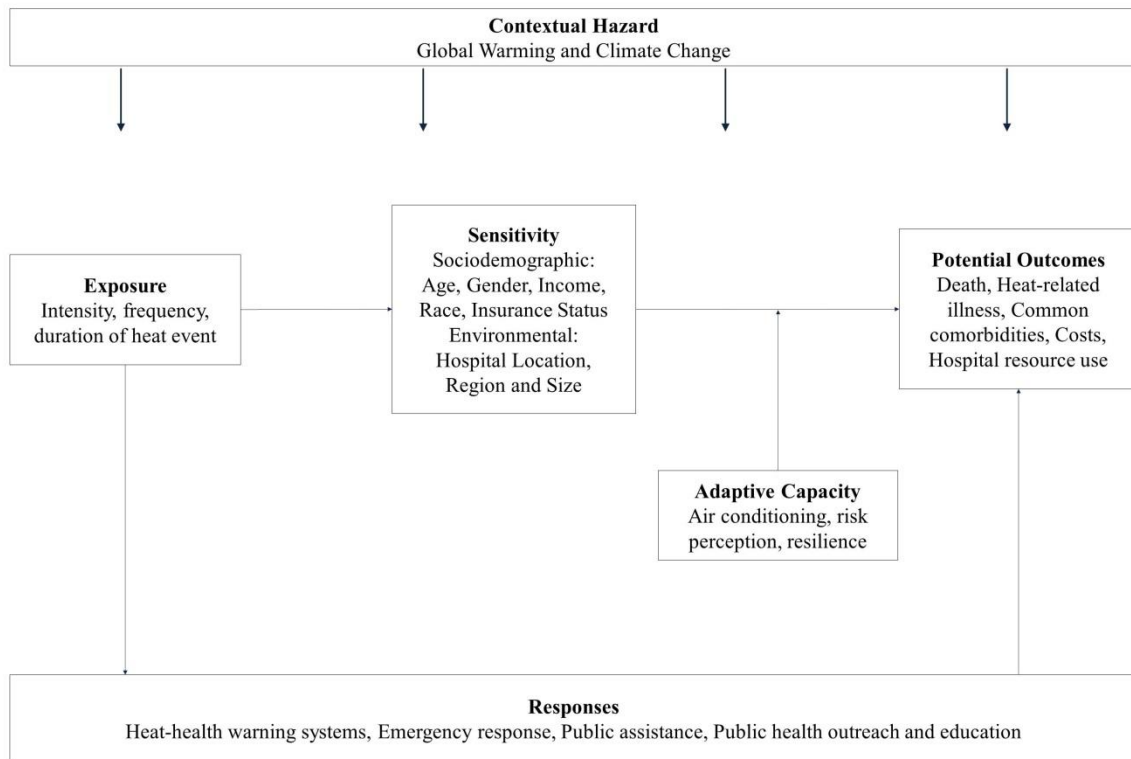 Contextual Hazard
Global Warming and Climate Change
Exposure
Intensity, frequency,
duration of heat event
Sensitivity
Sociodemographic:
Age, Gender, Income,
Race, Insurance Status
Environmental:
Hospital Location,
Region and Size
Potential Outcomes
Death, Heat-related
illness, Common
comorbidities, Costs,
Hospital resource use
Adaptive Capacity
Air conditioning, risk
perception, resilience
Responses
Heat-health warning systems, Emergency response, Public assistance, Public health outreach and education